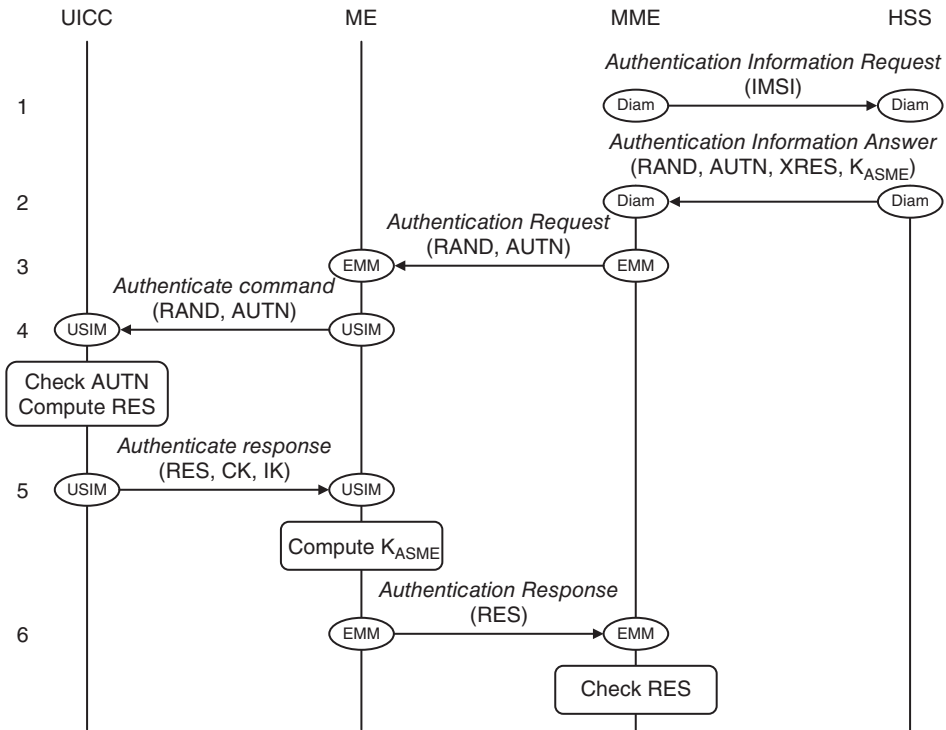 UICC ME MME HSS
Authentication Information Request
(IMSI)
1 Diam Diam
Authentication Information Answer
(RAND, AUTN, XRES, KASME)
2 Diam Diam
Authentication Request
(RAND, AUTN)
3 EMM EMM
Authenticate command
(RAND, AUTN)
4 USIM USIM
Check AUTN
Compute RES
Authenticate response
(RES, CK, IK)
5 USIM USIM
Compute KASME
Authentication Response
(RES)
6 EMM EMM
Check RES